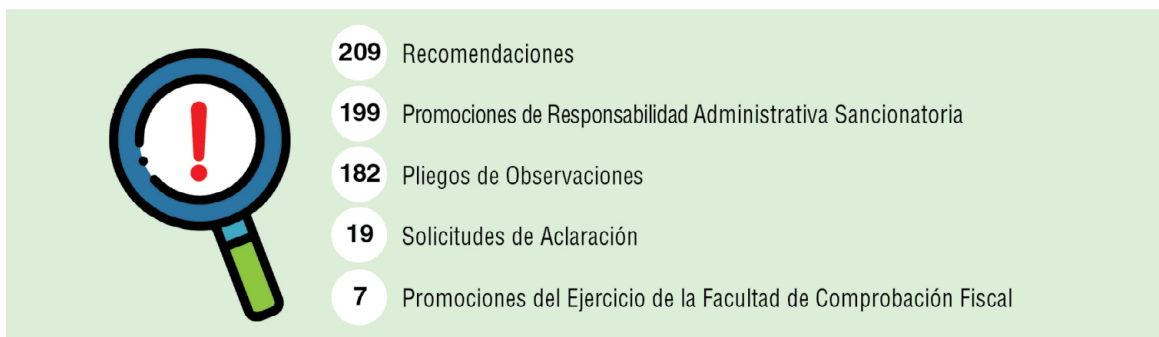 209 Recomendaciones
199 Promociones de Responsabilidad Administrativa Sancionatoria
182 Pliegos de Observaciones
19 Solicitudes de Aclaración
7 Promociones del Ejercicio de la Facultad de Comprobación Fiscal